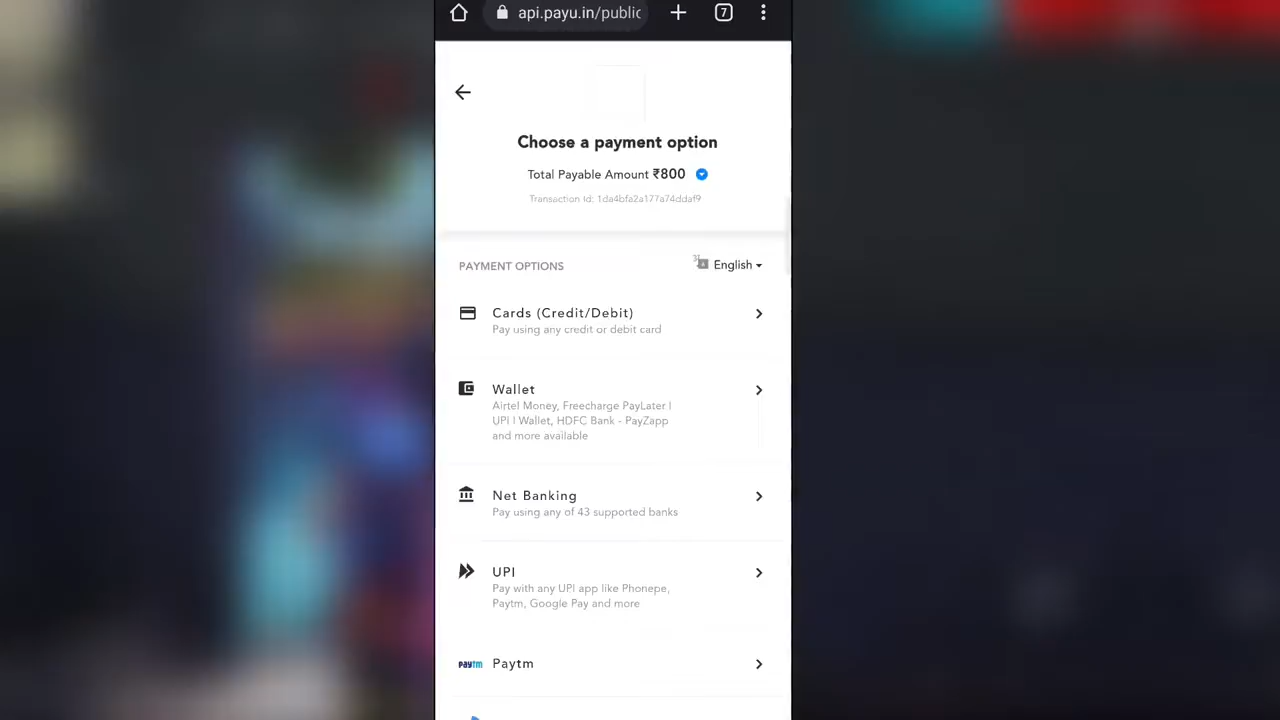 api.payu.in/public
7
Choose a payment option
Total Payable Amount ₹800
Transaction Id: 1da4bfa2a177a74ddaf9
PAYMENT OPTIONS
English
Cards (Credit/Debit)
Pay using any credit or debit card
Wallet
Airtel Money, Freecharge PayLater |
UPI | Wallet, HDFC Bank - PayZapp
and more available
Net Banking
Pay using any of 43 supported banks
UPI
Pay with any UPI app like Phonepe,
Paytm, Google Pay and more
paytm Paytm